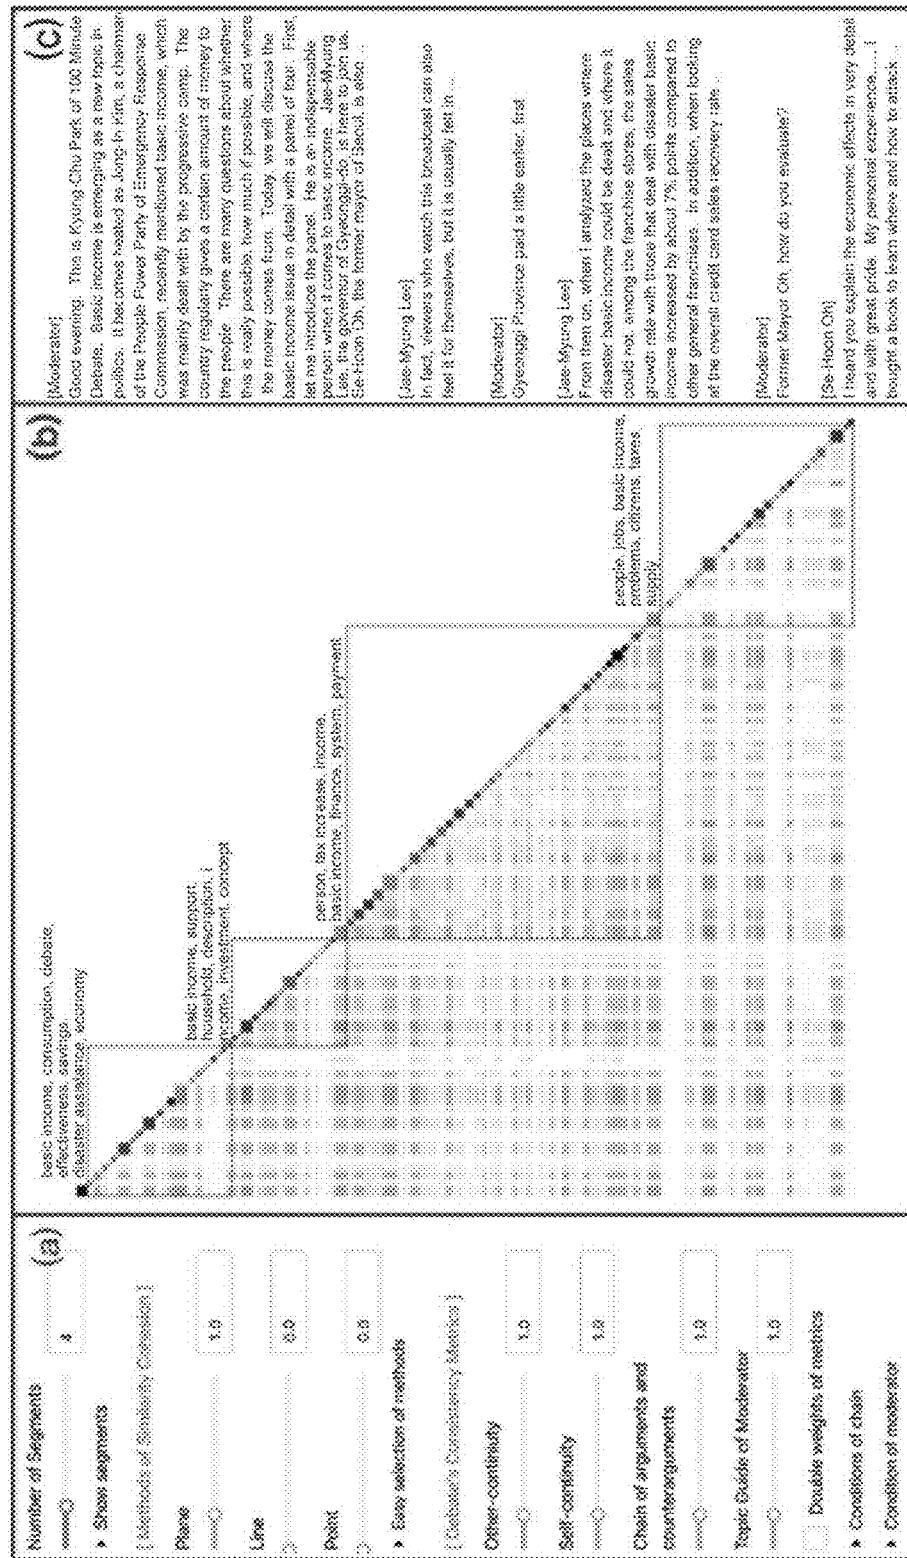 (a)
Number of Segments
4
Show segments
[ Methods of Similarity Cohesion ]
Plane
1.0
Line
0.0
Point
0.0
Easy selection of methods
[ Debate's Consistency Metrics ]
Other-continuity
1.0
Self-continuity
1.0
Chain of arguments and
counterarguments
1.0
Topic Guide of Moderator
1.0
Double weights of metrics
Conditions of chain
Condition of moderator
(b)
basic income, consumption, debate,
effectiveness, savings,
disaster assistance, economy
basic income, support,
household, description, i
income, investment, concept
person, tax increase, income,
basic income, finance, system, payment
people, jobs, basic income,
problems, citizens, taxes,
supply
(c)
[Moderator]
Good evening. This is Kyung-Chu Park of 100 Minute
Debate. Basic income is emerging as a new topic in
politics. It becomes heated as Jong-In Kim, a chairman
of the People Power Party of Emergency Response
Commission, recently mentioned basic income, which
was mainly dealt with by the progressive camp. The
country regularly gives a certain amount of money to
the people. There are many questions about whether
this is really possible, how much if possible, and where
the money comes from. Today, we will discuss the
basic income issue in detail with a panel of four. First,
let me introduce the panel. He is an indispensable
person when it comes to basic income. Jae-Myung
Lee, the governor of Gyeonggi-do, is here to join us.
Se-Hoon Oh, the former mayor of Seoul, is also ...
[Jae-Myung Lee]
In fact, viewers who watch this broadcast can also
feel it for themselves, but it is usually felt in ...
[Moderator]
Gyeonggi Province paid a little earlier, first.
[Jae-Myung Lee]
From then on, when I analyzed the places where
disaster basic income could be dealt and where it
could not, among the franchise stores, the sales
growth rate with those that deal with disaster basic
income increased by about 7% points compared to
other general franchises. In addition, when looking
at the overall credit card sales recovery rate ...
[Moderator]
Former Mayor Oh, how do you evaluate?
[Se-Hoon Oh]
I heard you explain the economic effects in very detail
and with great pride. My personal experience, ... I
bought a book to learn where and how to attack ...